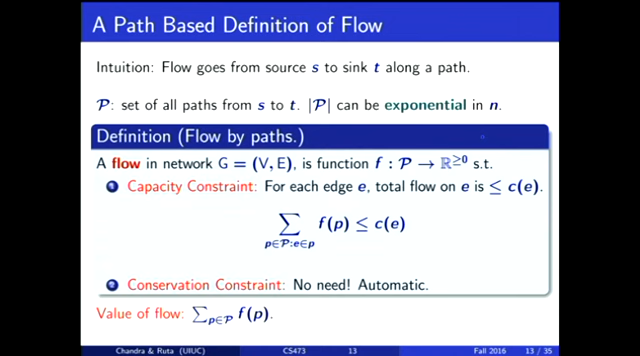 A Path Based Definition of Flow
Intuition: Flow goes from source s to sink t along a path.
𝒫: set of all paths from s to t. |𝒫| can be exponential in n.
Definition (Flow by paths.)
A flow in network G = (V, E), is function f : 𝒫 → ℝ≥0 s.t.
1 Capacity Constraint: For each edge e, total flow on e is ≤ c(e).
∑ f(p) ≤ c(e)
p∈𝒫:e∈p
2 Conservation Constraint: No need! Automatic.
Value of flow: ∑p∈𝒫 f(p).
Chandra & Ruta (UIUC) CS473 13 Fall 2016 13 / 35